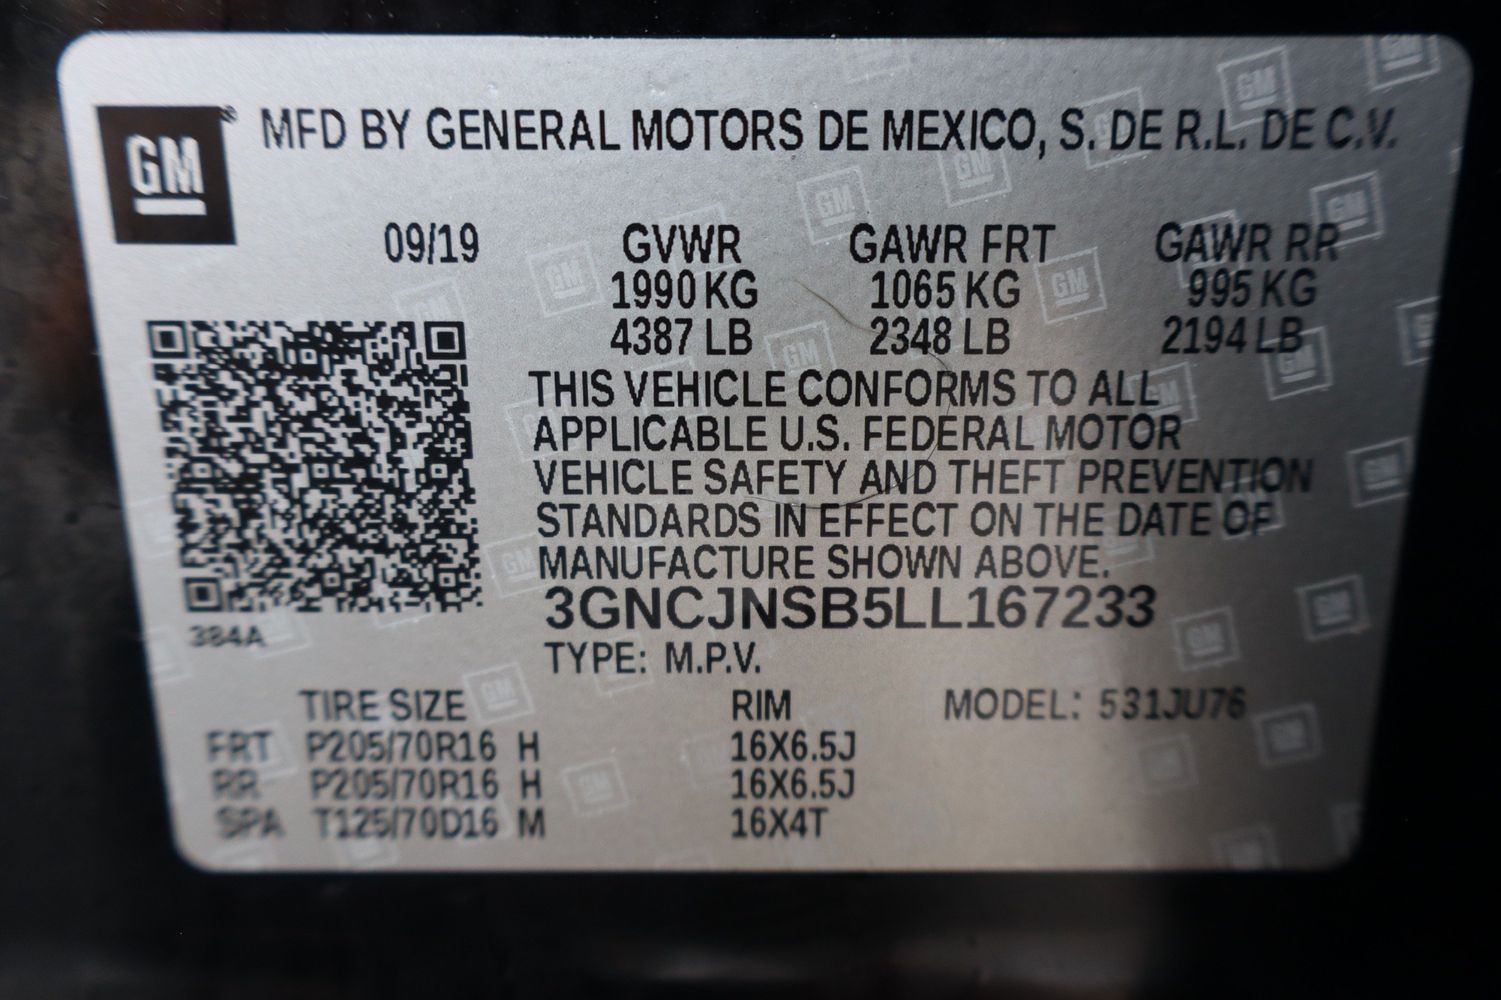 GM® MFD BY GENERAL MOTORS DE MEXICO, S. DE R.L. DE C.V.
09/19 GVWR GAWR FRT GAWR RR
1990 KG 1065 KG 995 KG
4387 LB 2348 LB 2194 LB
THIS VEHICLE CONFORMS TO ALL
APPLICABLE U.S. FEDERAL MOTOR
VEHICLE SAFETY AND THEFT PREVENTION
STANDARDS IN EFFECT ON THE DATE OF
MANUFACTURE SHOWN ABOVE.
3GNCJNSB5LL167233
384A
TYPE: M.P.V.
TIRE SIZE RIM MODEL: 531JU76
FRT P205/70R16 H 16X6.5J
RR P205/70R16 H 16X6.5J
SPA T125/70D16 M 16X4T